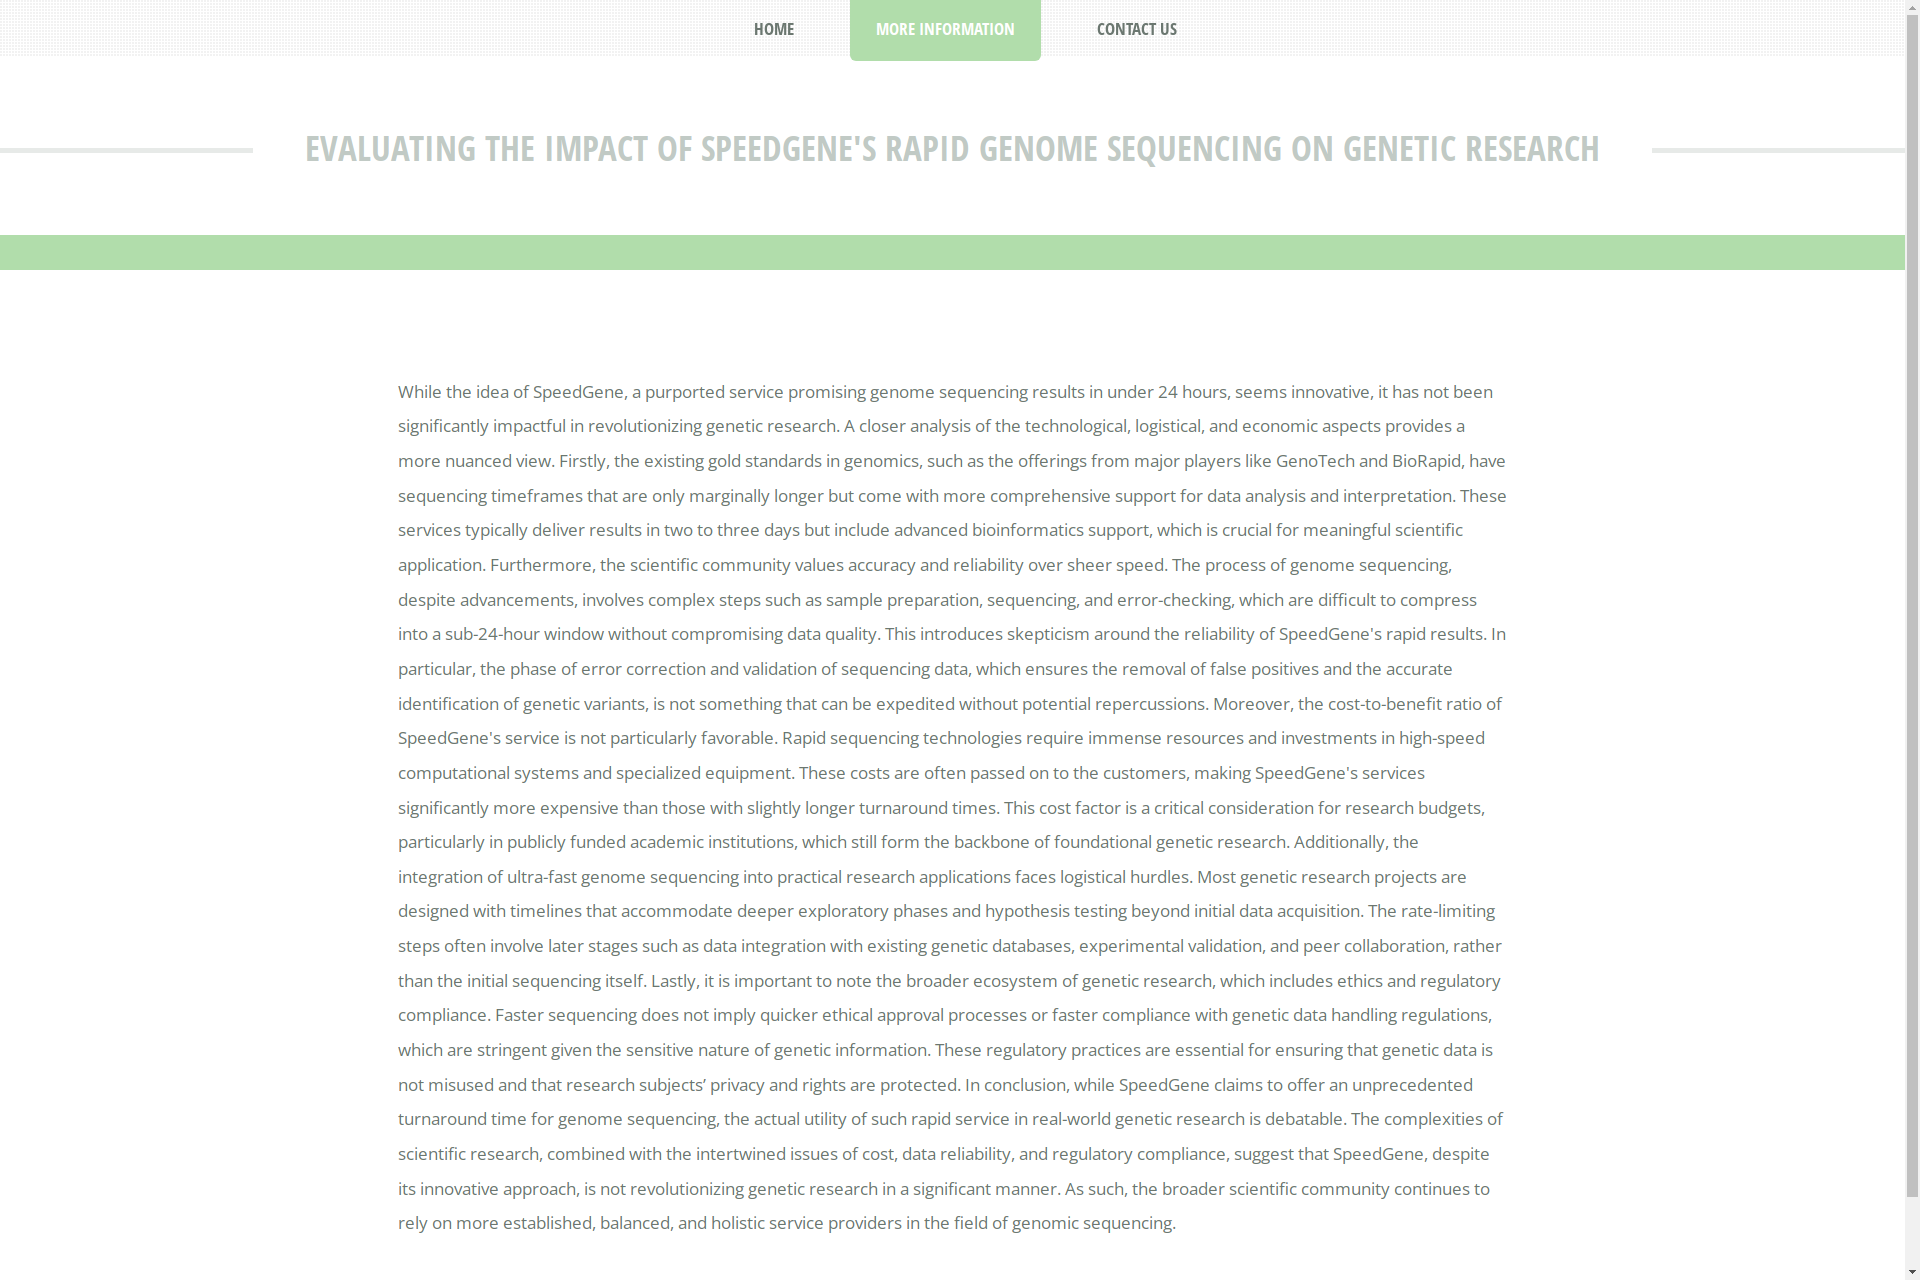 HOME
MORE INFORMATION
CONTACT US
EVALUATING THE IMPACT OF SPEEDGENE'S RAPID GENOME SEQUENCING ON GENETIC RESEARCH
While the idea of SpeedGene, a purported service promising genome sequencing results in under 24 hours, seems innovative, it has not been
significantly impactful in revolutionizing genetic research. A closer analysis of the technological, logistical, and economic aspects provides a
more nuanced view. Firstly, the existing gold standards in genomics, such as the offerings from major players like GenoTech and BioRapid, have
sequencing timeframes that are only marginally longer but come with more comprehensive support for data analysis and interpretation. These
services typically deliver results in two to three days but include advanced bioinformatics support, which is crucial for meaningful scientific
application. Furthermore, the scientific community values accuracy and reliability over sheer speed. The process of genome sequencing,
despite advancements, involves complex steps such as sample preparation, sequencing, and error-checking, which are difficult to compress
into a sub-24-hour window without compromising data quality. This introduces skepticism around the reliability of SpeedGene's rapid results. In
particular, the phase of error correction and validation of sequencing data, which ensures the removal of false positives and the accurate
identification of genetic variants, is not something that can be expedited without potential repercussions. Moreover, the cost-to-benefit ratio of
SpeedGene's service is not particularly favorable. Rapid sequencing technologies require immense resources and investments in high-speed
computational systems and specialized equipment. These costs are often passed on to the customers, making SpeedGene's services
significantly more expensive than those with slightly longer turnaround times. This cost factor is a critical consideration for research budgets,
particularly in publicly funded academic institutions, which still form the backbone of foundational genetic research. Additionally, the
integration of ultra-fast genome sequencing into practical research applications faces logistical hurdles. Most genetic research projects are
designed with timelines that accommodate deeper exploratory phases and hypothesis testing beyond initial data acquisition. The rate-limiting
steps often involve later stages such as data integration with existing genetic databases, experimental validation, and peer collaboration, rather
than the initial sequencing itself. Lastly, it is important to note the broader ecosystem of genetic research, which includes ethics and regulatory
compliance. Faster sequencing does not imply quicker ethical approval processes or faster compliance with genetic data handling regulations,
which are stringent given the sensitive nature of genetic information. These regulatory practices are essential for ensuring that genetic data is
not misused and that research subjects’ privacy and rights are protected. In conclusion, while SpeedGene claims to offer an unprecedented
turnaround time for genome sequencing, the actual utility of such rapid service in real-world genetic research is debatable. The complexities of
scientific research, combined with the intertwined issues of cost, data reliability, and regulatory compliance, suggest that SpeedGene, despite
its innovative approach, is not revolutionizing genetic research in a significant manner. As such, the broader scientific community continues to
rely on more established, balanced, and holistic service providers in the field of genomic sequencing.